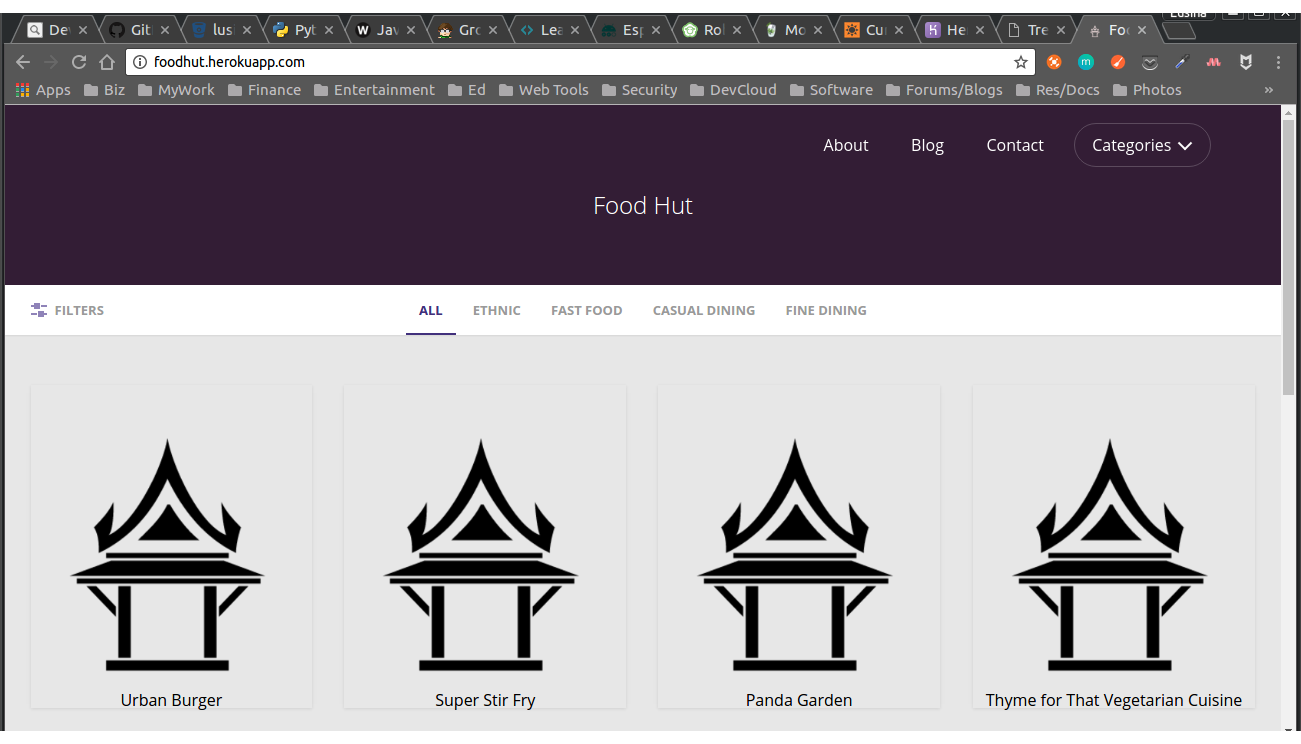 Lusina
De Git lus Pyt Jav Gro Lea Esp Rol Mo Cu He Tre Foo
foodhut.herokuapp.com
Apps Biz MyWork Finance Entertainment Ed Web Tools Security DevCloud Software Forums/Blogs Res/Docs Photos »
About Blog Contact Categories
Food Hut
FILTERS ALL ETHNIC FAST FOOD CASUAL DINING FINE DINING
Urban Burger Super Stir Fry Panda Garden Thyme for That Vegetarian Cuisine